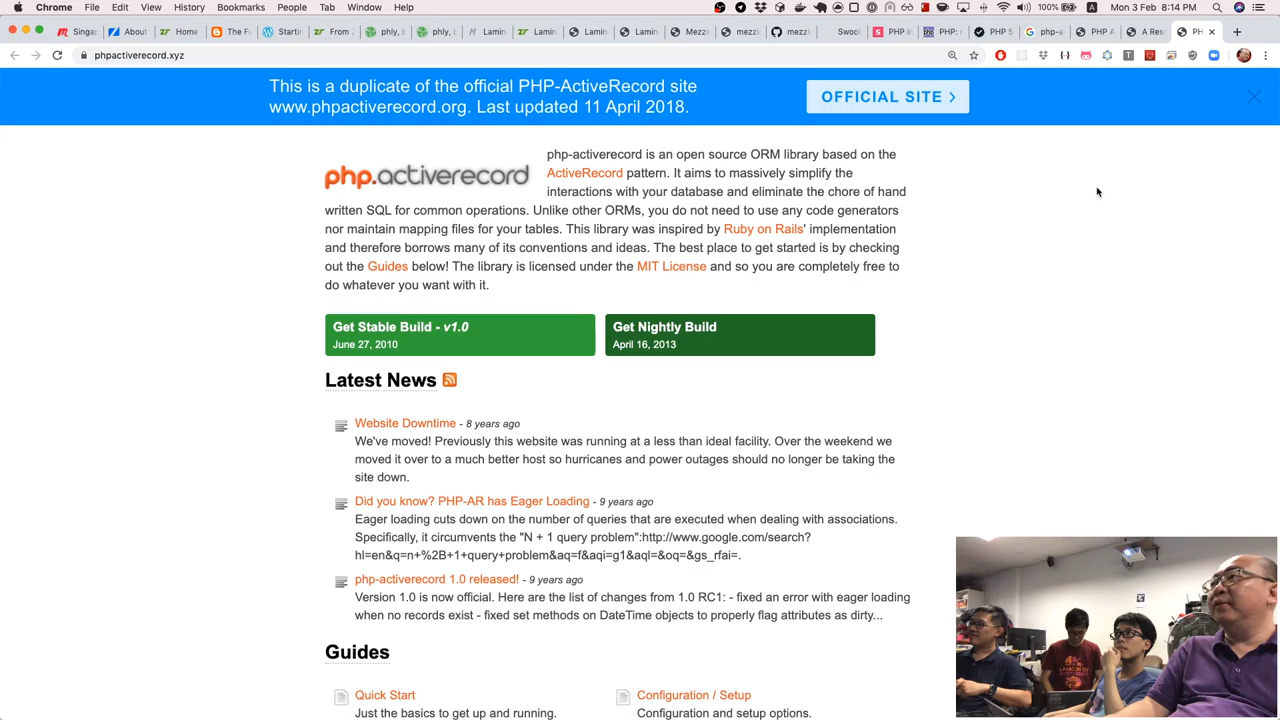 Chrome File Edit View History Bookmarks People Tab Window Help 100% Mon 3 Feb 8:14 PM
Singa About Home The Fu Startin From phly, phly, Lamin Lamin Lamin Lamin Mezzi mezzi mezzi Swool PHP in PHP: PHP S php-a PHP A A Res PH
phpactiverecord.xyz
This is a duplicate of the official PHP-ActiveRecord site
www.phpactiverecord.org. Last updated 11 April 2018.
OFFICIAL SITE >
php.activerecord
php-activerecord is an open source ORM library based on the
ActiveRecord pattern. It aims to massively simplify the
interactions with your database and eliminate the chore of hand
written SQL for common operations. Unlike other ORMs, you do not need to use any code generators
nor maintain mapping files for your tables. This library was inspired by Ruby on Rails' implementation
and therefore borrows many of its conventions and ideas. The best place to get started is by checking
out the Guides below! The library is licensed under the MIT License and so you are completely free to
do whatever you want with it.
Get Stable Build - v1.0
June 27, 2010
Get Nightly Build
April 16, 2013
Latest News
Website Downtime - 8 years ago
We've moved! Previously this website was running at a less than ideal facility. Over the weekend we
moved it over to a much better host so hurricanes and power outages should no longer be taking the
site down.
Did you know? PHP-AR has Eager Loading - 9 years ago
Eager loading cuts down on the number of queries that are executed when dealing with associations.
Specifically, it circumvents the "N + 1 query problem":http://www.google.com/search?
hl=en&q=n+%2B+1+query+problem&aq=f&aqi=g1&aql=&oq=&gs_rfai=.
php-activerecord 1.0 released! - 9 years ago
Version 1.0 is now official. Here are the list of changes from 1.0 RC1: - fixed an error with eager loading
when no records exist - fixed set methods on DateTime objects to properly flag attributes as dirty...
Guides
Quick Start
Just the basics to get up and running.
Configuration / Setup
Configuration and setup options.